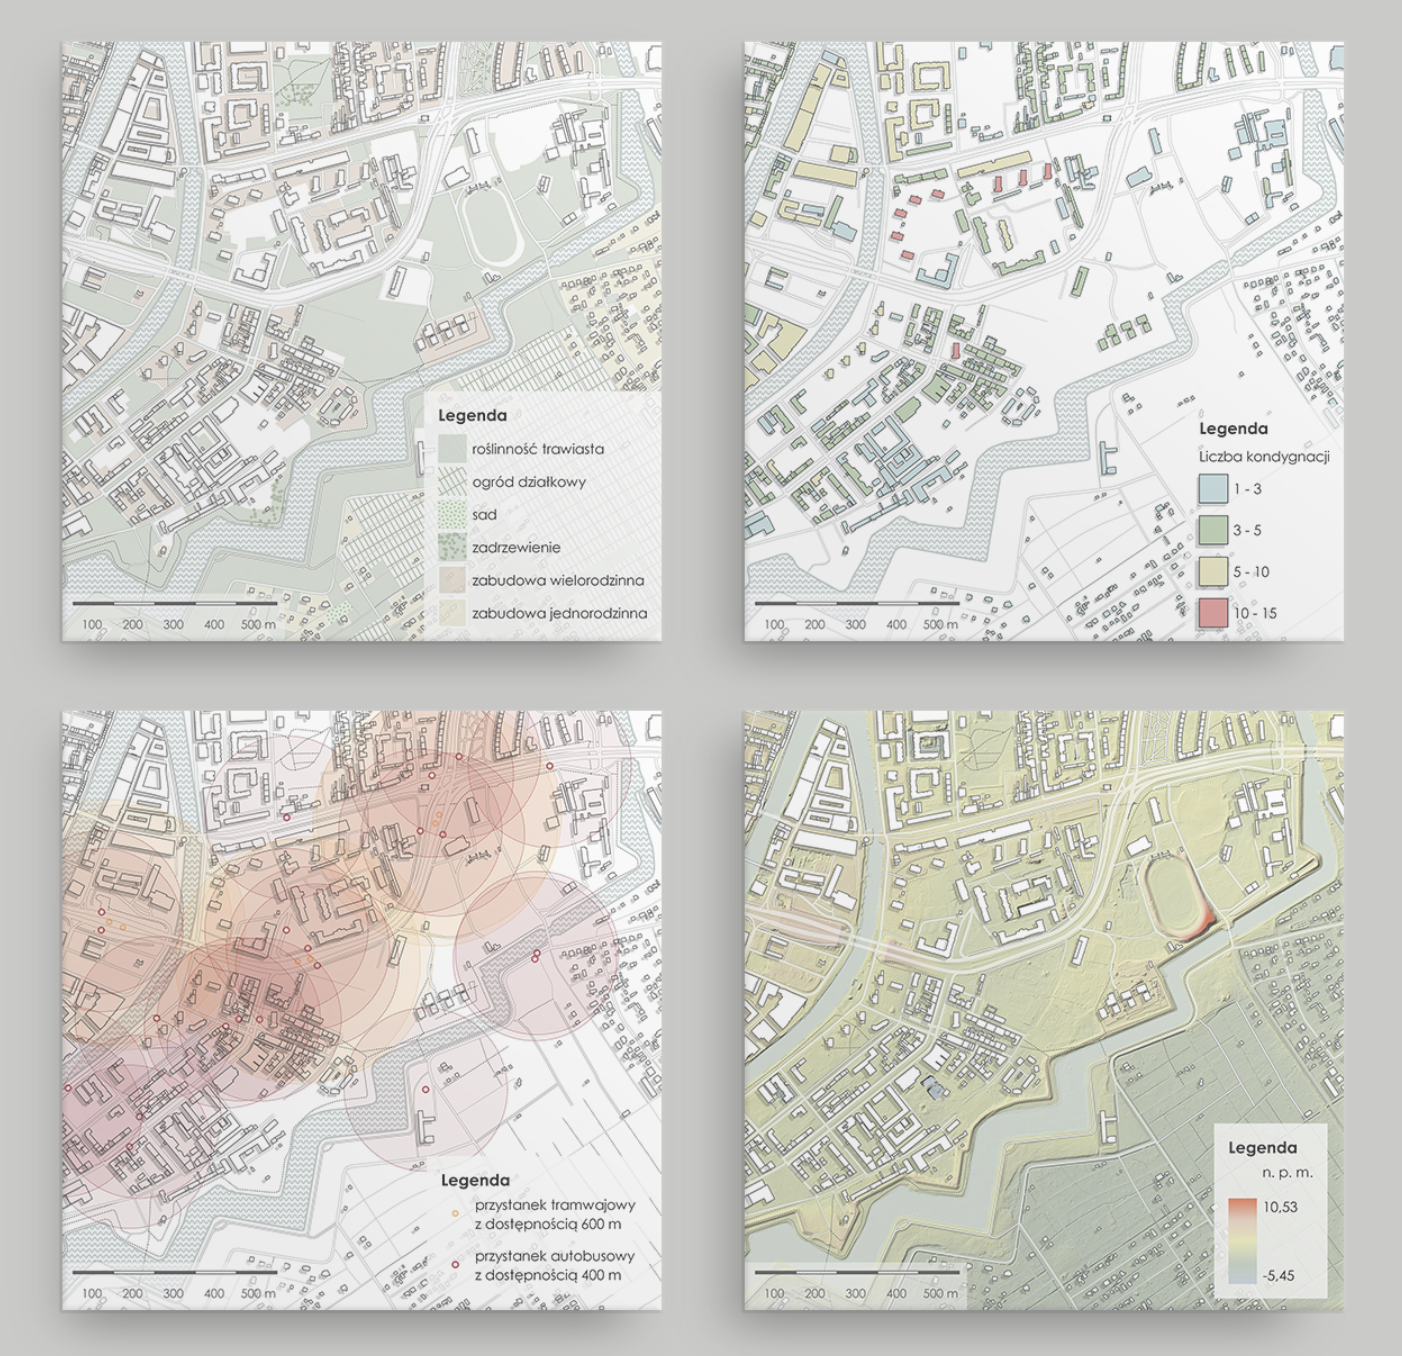 Legenda
roślinność trawiasta
ogród działkowy
sad
zadrzewienie
zabudowa wielorodzinna
zabudowa jednorodzinna
100 200 300 400 500 m
Legenda
Liczba kondygnacji
1 - 3
3 - 5
5 - 10
10 - 15
100 200 300 400 500 m
Legenda
przystanek tramwajowy
z dostępnością 600 m
przystanek autobusowy
z dostępnością 400 m
100 200 300 400 500 m
Legenda
n. p. m.
10,53
-5,45
100 200 300 400 500 m